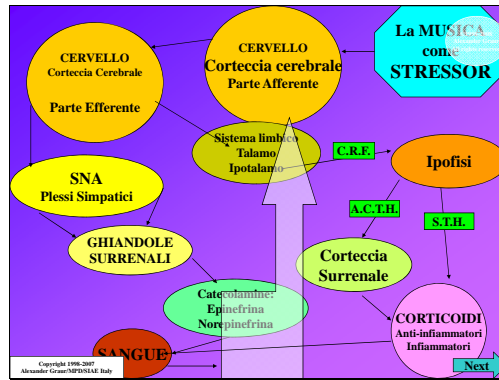 La MUSICA
come
STRESSOR
CERVELLO
Corteccia cerebrale
Parte Afferente
CERVELLO
Corteccia Cerebrale
Parte Efferente
Sistema limbico
Talamo
Ipotalamo
C.R.F.
Ipofisi
SNA
Plessi Simpatici
A.C.T.H.
S.T.H.
GHIANDOLE
SURRENALI
Corteccia
Surrenale
Catecolamine:
Epinefrina
Norepinefrina
CORTICOIDI
Anti-infiammatori
Infiammatori
SANGUE
Copyright 1998-2007
Alexander Graur/MPD/SIAE Italy
Next